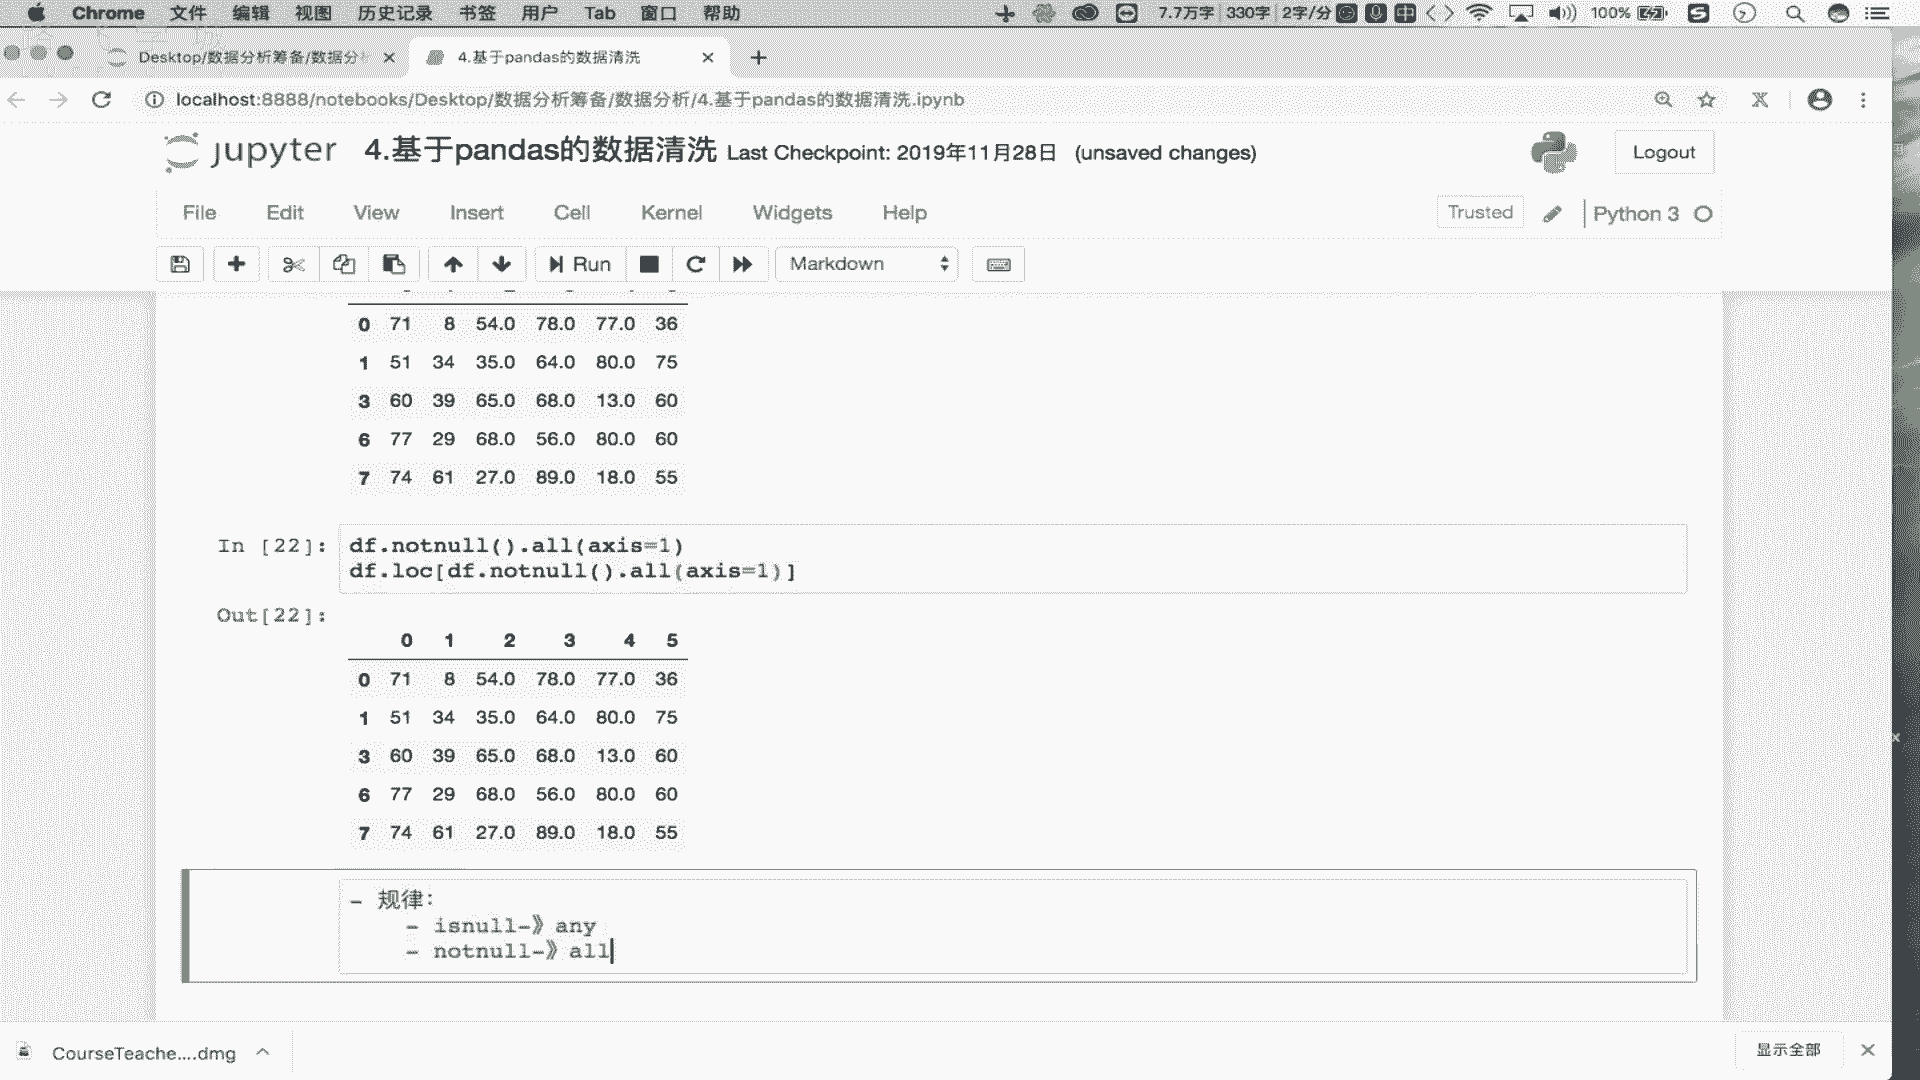 Chrome 文件 编辑 视图 历史记录 书签 用户 Tab 窗口 帮助 7.7万字 330字 2字/分 中 100%
Desktop/数据分析筹备/数据分 4.基于pandas的数据清洗
localhost:8888/notebooks/Desktop/数据分析筹备/数据分析/4.基于pandas的数据清洗.ipynb
jupyter 4.基于pandas的数据清洗 Last Checkpoint: 2019年11月28日 (unsaved changes) Logout
File Edit View Insert Cell Kernel Widgets Help Trusted Python 3
Run Markdown
0 71 8 54.0 78.0 77.0 36
1 51 34 35.0 64.0 80.0 75
3 60 39 65.0 68.0 13.0 60
6 77 29 68.0 56.0 80.0 60
7 74 61 27.0 89.0 18.0 55
In [22]: df.notnull().all(axis=1)
df.loc[df.notnull().all(axis=1)]
Out[22]:
0 1 2 3 4 5
0 71 8 54.0 78.0 77.0 36
1 51 34 35.0 64.0 80.0 75
3 60 39 65.0 68.0 13.0 60
6 77 29 68.0 56.0 80.0 60
7 74 61 27.0 89.0 18.0 55
- 规律：
- isnull-》any
- notnull-》all
CourseTeache....dmg 显示全部